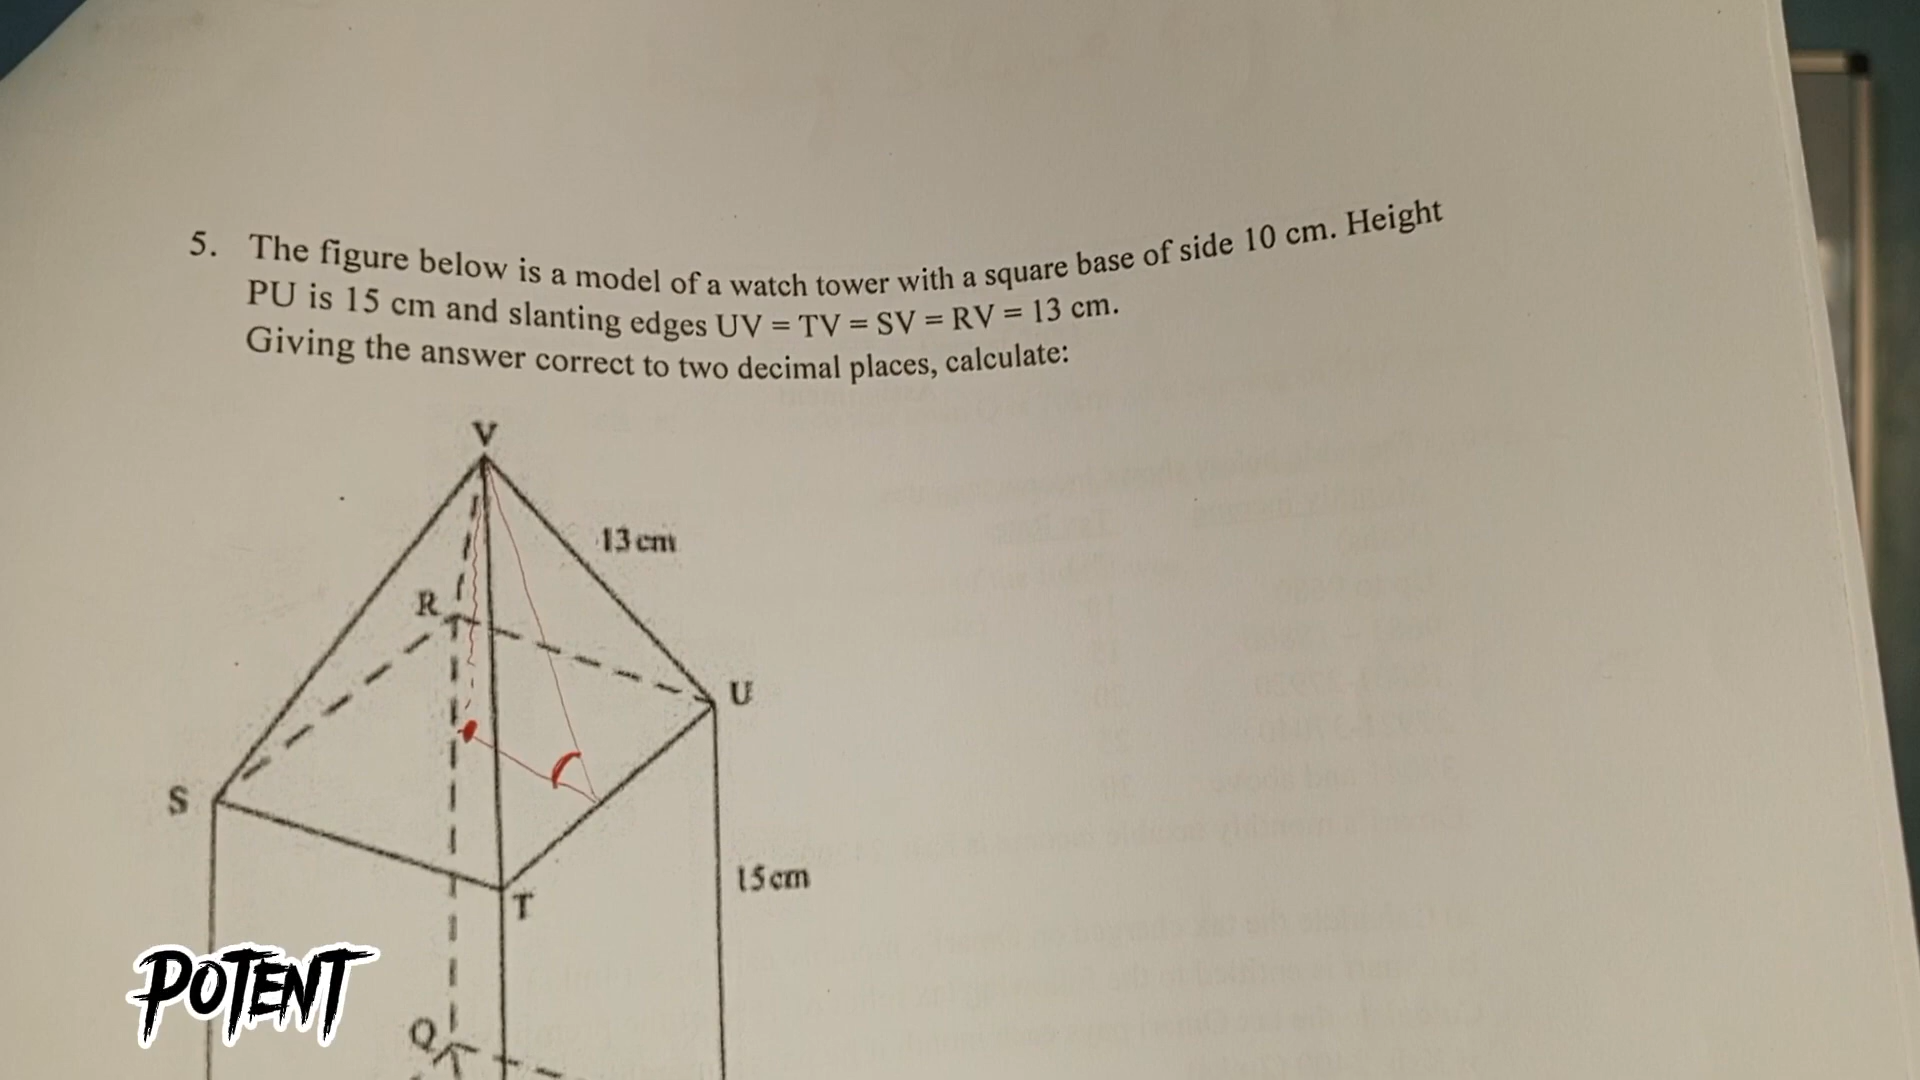 5. The figure below is a model of a watch tower with a square base of side 10 cm. Height
PU is 15 cm and slanting edges UV = TV = SV = RV = 13 cm.
Giving the answer correct to two decimal places, calculate:
V
13 cm
R
U
S
15 cm
T
POTENT
Q